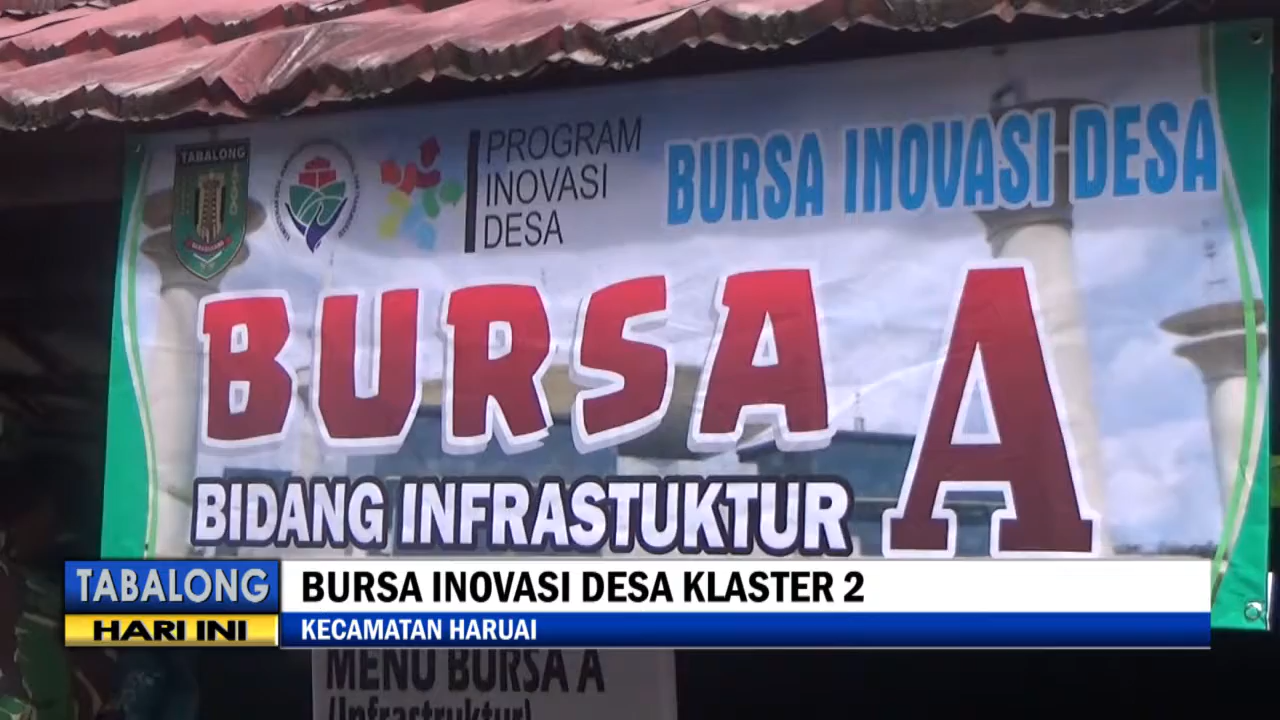 TABALONG
PROGRAM
INOVASI
DESA
BURSA INOVASI DESA
BURSA A
BIDANG INFRASTUKTUR
TABALONG
HARI INI
BURSA INOVASI DESA KLASTER 2
KECAMATAN HARUAI
MENU BURSA A
(Infrastruktur)